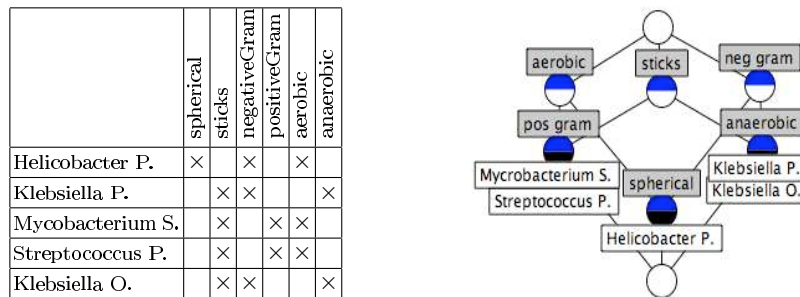 spherical sticks negativeGram positiveGram aerobic anaerobic
Helicobacter P. × × ×
Klebsiella P. × × ×
Mycobacterium S. × × ×
Streptococcus P. × × ×
Klebsiella O. × × ×
aerobic sticks neg gram
pos gram anaerobic
Mycrobacterium S. Klebsiella P.
spherical
Streptococcus P. Klebsiella O.
Helicobacter P.